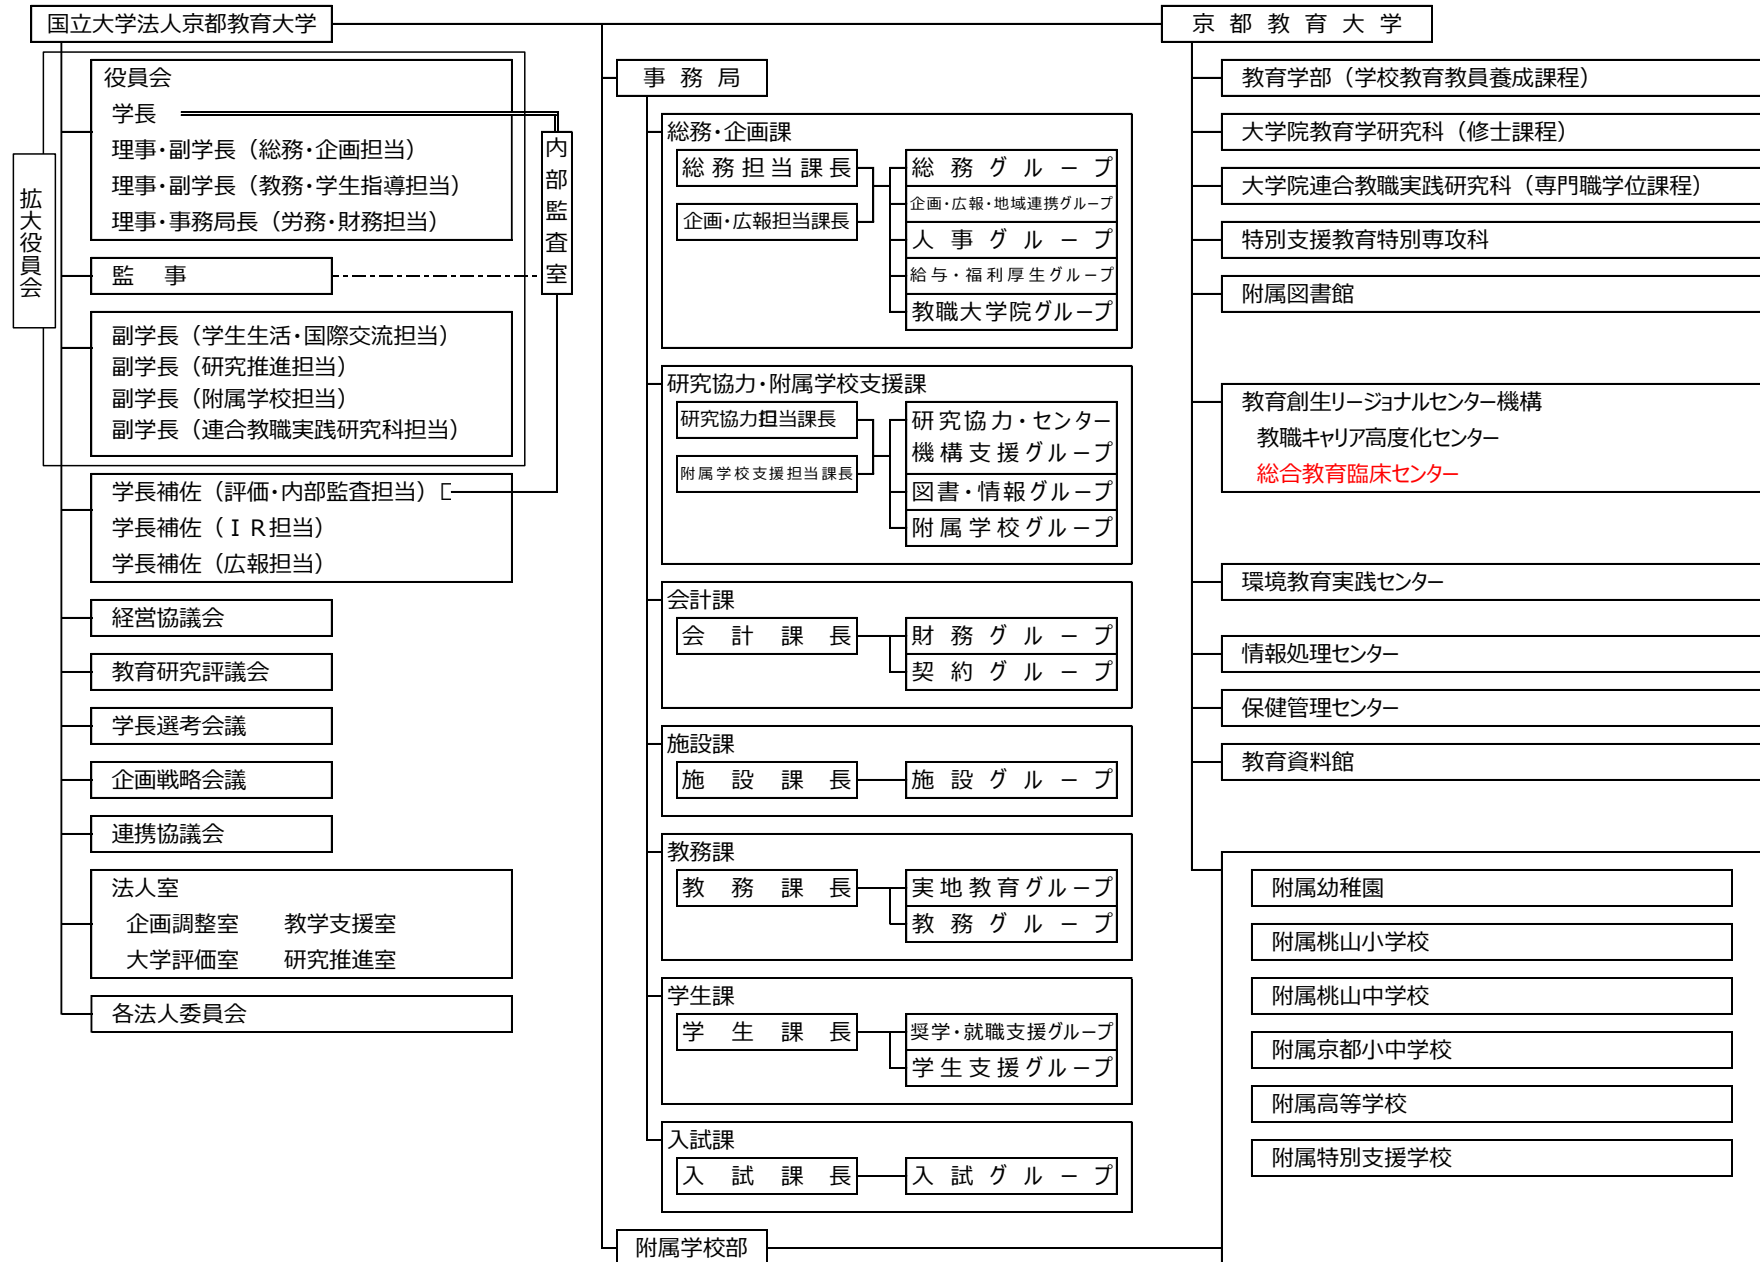 国立大学法人京都教育大学
拡大役員会
役員会
学長
理事・副学長（総務・企画担当）
理事・副学長（教務・学生指導担当）
理事・事務局長（労務・財務担当）
内部監査室
監　事
副学長（学生生活・国際交流担当）
副学長（研究推進担当）
副学長（附属学校担当）
副学長（連合教職実践研究科担当）
学長補佐（評価・内部監査担当）
学長補佐（ＩＲ担当）
学長補佐（広報担当）
経営協議会
教育研究評議会
学長選考会議
企画戦略会議
連携協議会
法人室
企画調整室　教学支援室
大学評価室　研究推進室
各法人委員会
事務局
総務・企画課
総務担当課長
企画・広報担当課長
総務グループ
企画・広報・地域連携グループ
人事グループ
給与・福利厚生グループ
教職大学院グループ
研究協力・附属学校支援課
研究協力担当課長
附属学校支援担当課長
研究協力・センター
機構支援グループ
図書・情報グループ
附属学校グループ
会計課
会計課長
財務グループ
契約グループ
施設課
施設課長
施設グループ
教務課
教務課長
実地教育グループ
教務グループ
学生課
学生課長
奨学・就職支援グループ
学生支援グループ
入試課
入試課長
入試グループ
附属学校部
京都教育大学
教育学部（学校教育教員養成課程）
大学院教育学研究科（修士課程）
大学院連合教職実践研究科（専門職学位課程）
特別支援教育特別専攻科
附属図書館
教育創生リージョナルセンター機構
教職キャリア高度化センター
総合教育臨床センター
環境教育実践センター
情報処理センター
保健管理センター
教育資料館
附属幼稚園
附属桃山小学校
附属桃山中学校
附属京都小中学校
附属高等学校
附属特別支援学校